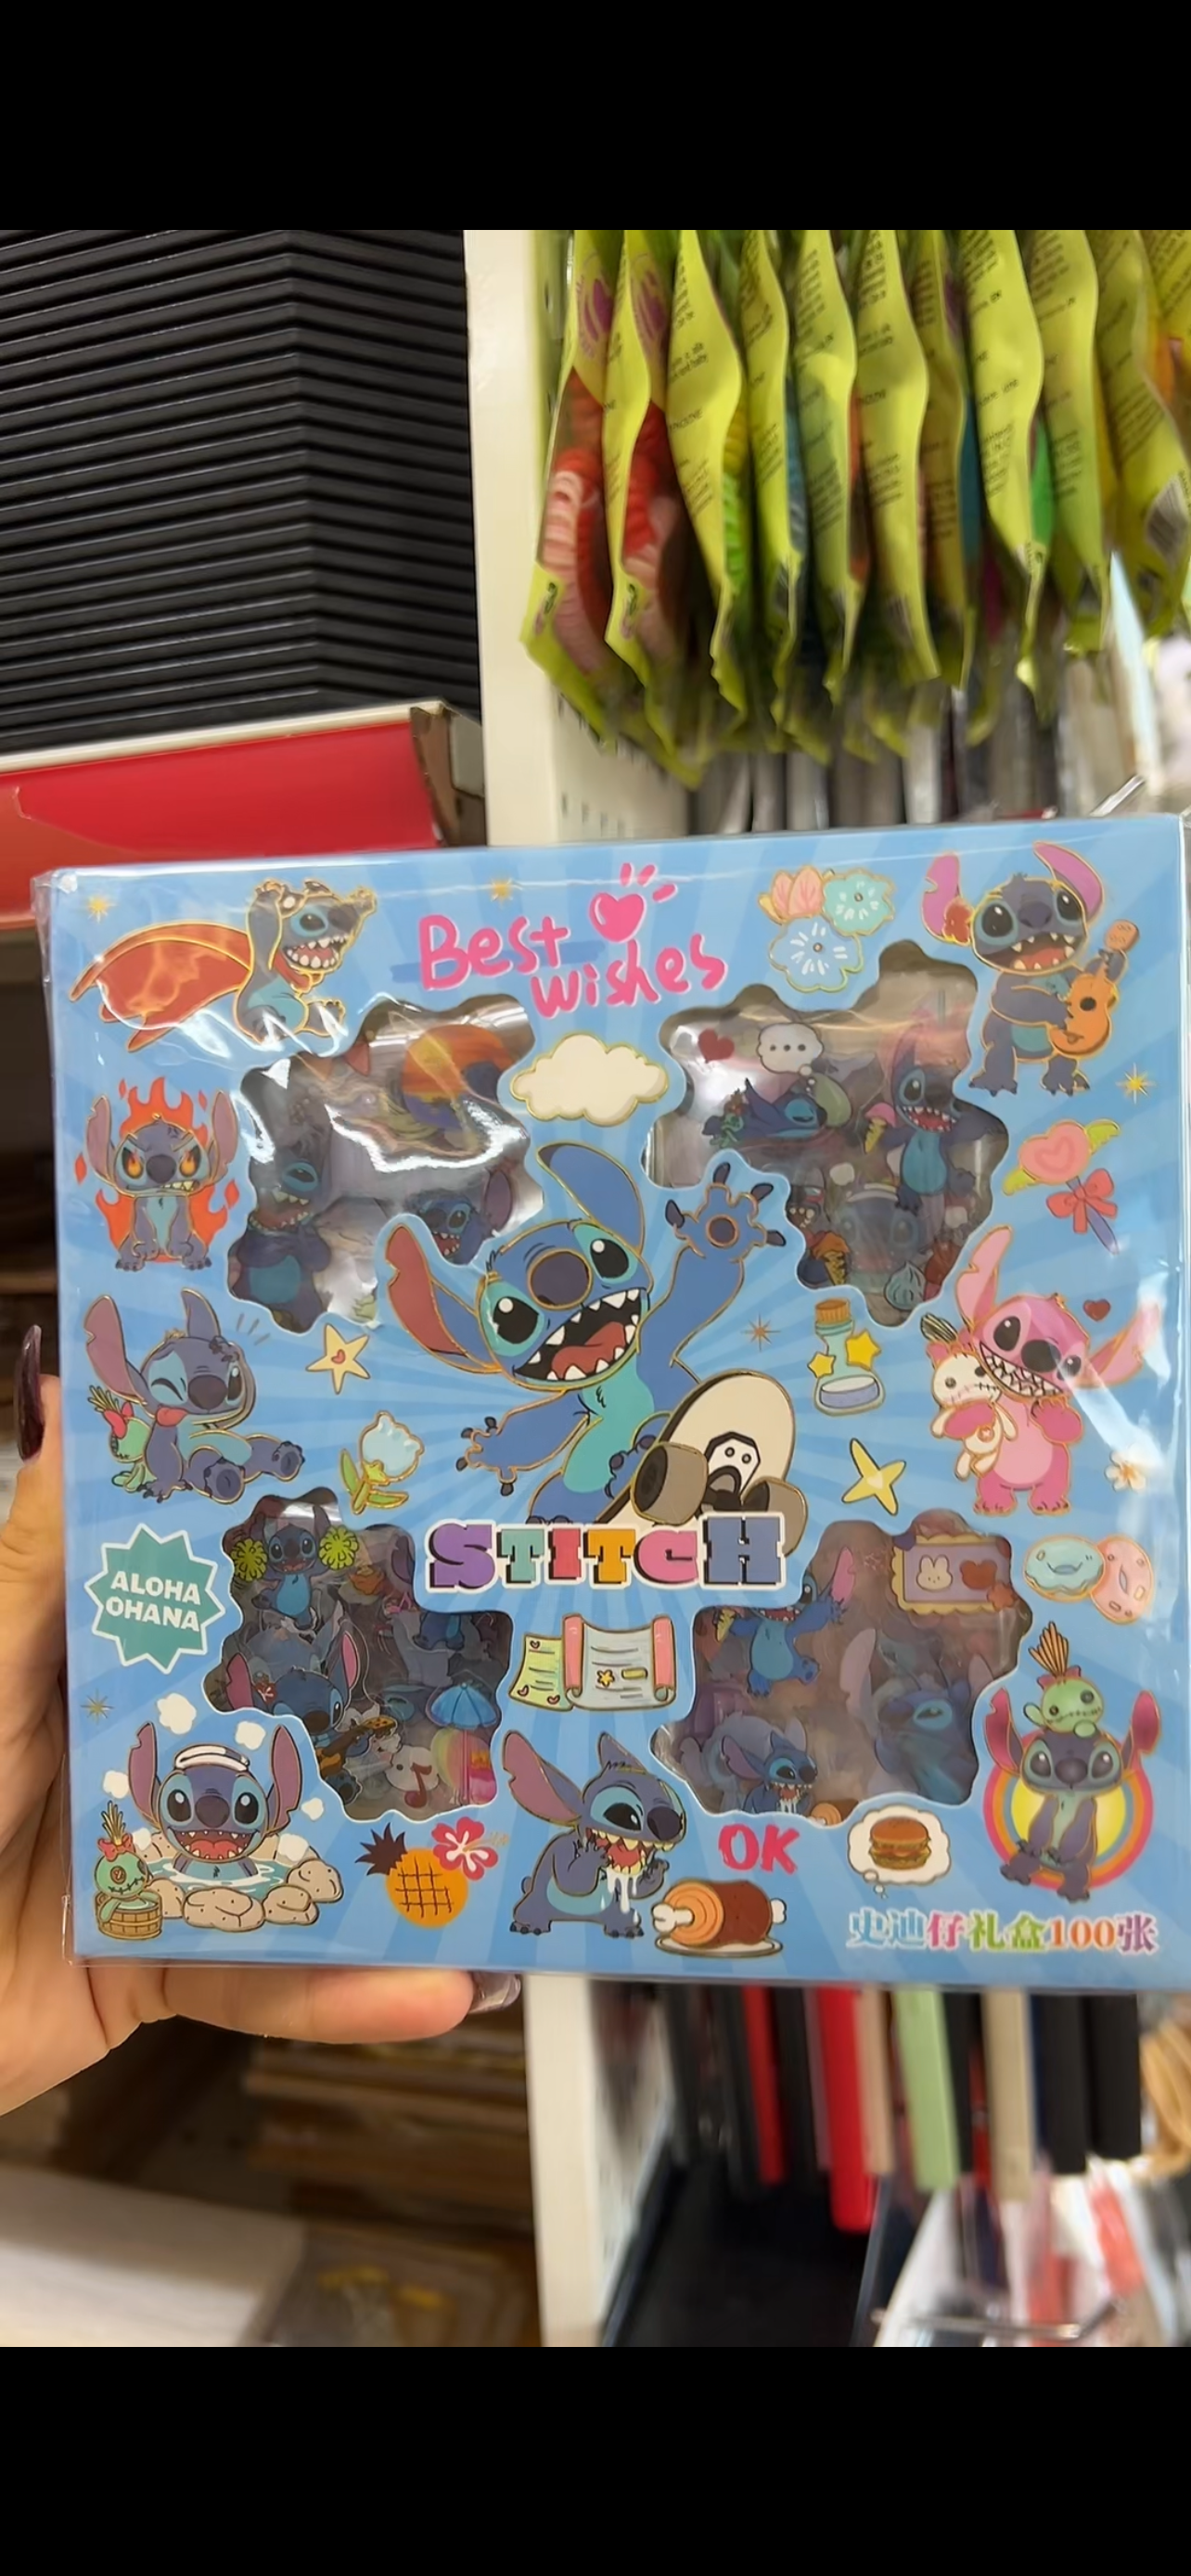 Best
wishes
STITCH
ALOHA
OHANA
OK
史迪仔礼盒100张